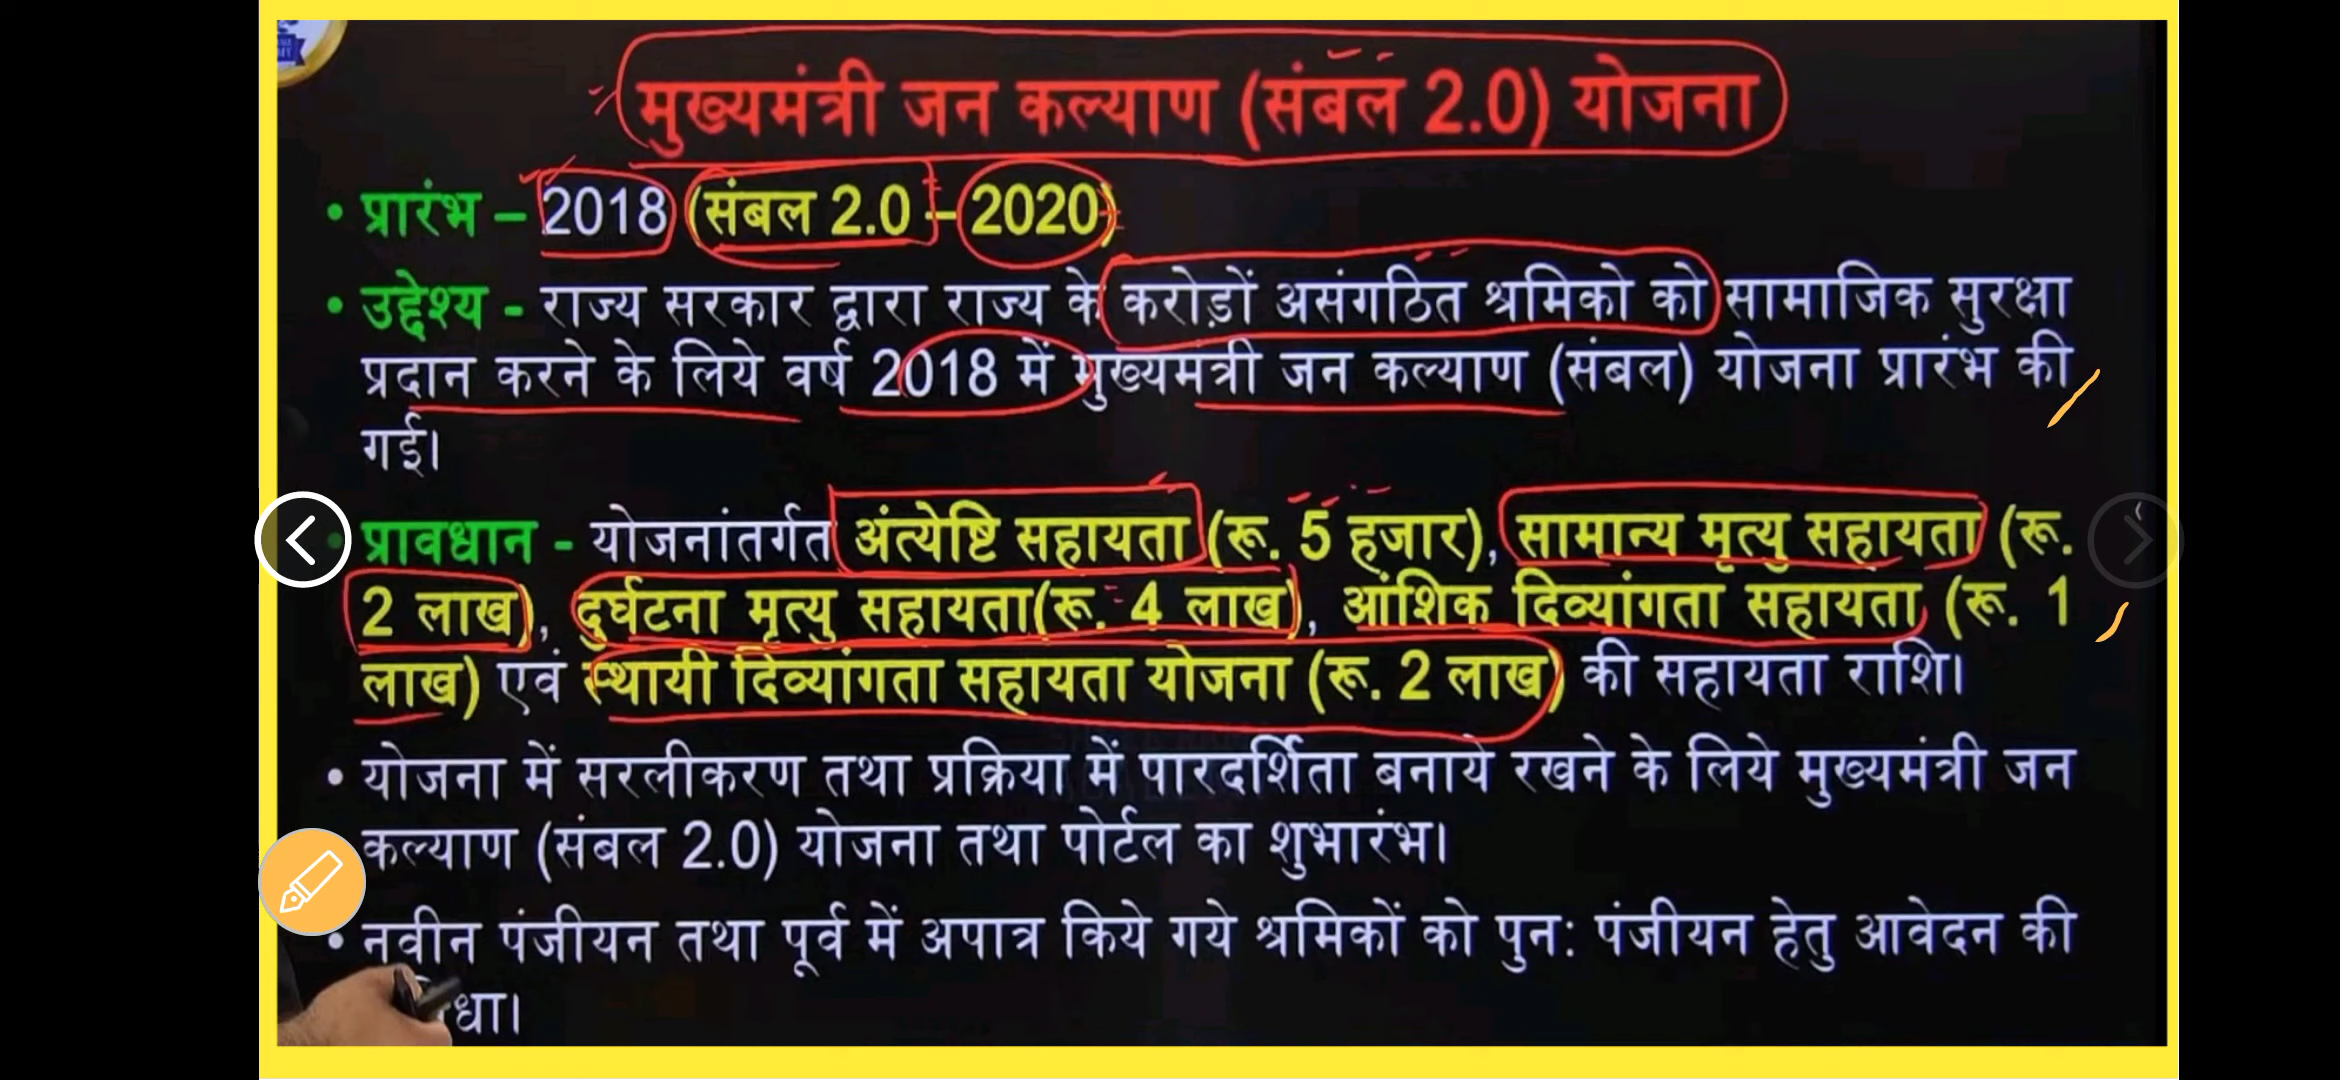 मुख्यमंत्री जन कल्याण (संबल 2.0) योजना
• प्रारंभ – 2018 (संबल 2.0 – 2020)
• उद्देश्य - राज्य सरकार द्वारा राज्य के करोड़ों असंगठित श्रमिको को सामाजिक सुरक्षा
प्रदान करने के लिये वर्ष 2018 में मुख्यमंत्री जन कल्याण (संबल) योजना प्रारंभ की
गई।
• प्रावधान - योजनांतर्गत अंत्येष्टि सहायता (रू. 5 हजार), सामान्य मृत्यु सहायता (रू.
2 लाख), दुर्घटना मृत्यु सहायता(रू. 4 लाख), आंशिक दिव्यांगता सहायता (रू. 1
लाख) एवं स्थायी दिव्यांगता सहायता योजना (रू. 2 लाख) की सहायता राशि।
• योजना में सरलीकरण तथा प्रक्रिया में पारदर्शिता बनाये रखने के लिये मुख्यमंत्री जन
कल्याण (संबल 2.0) योजना तथा पोर्टल का शुभारंभ।
• नवीन पंजीयन तथा पूर्व में अपात्र किये गये श्रमिकों को पुन: पंजीयन हेतु आवेदन की